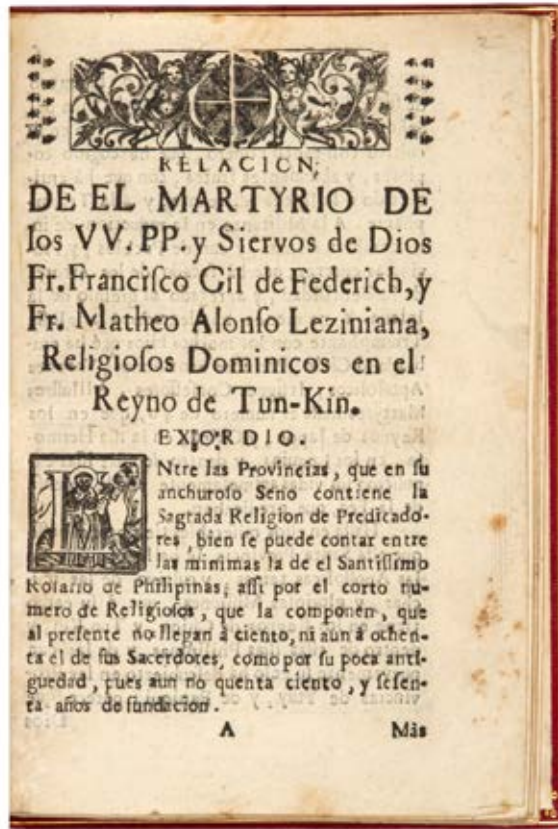 RELACION,
DE EL MARTYRIO DE
los VV. PP. y Siervos de Dios
Fr. Franciſco Gil de Federich, y
Fr. Matheo Alonſo Leziniana,
Religioſos Dominicos en el
Reyno de Tun-Kin.
EXORDIO.
ENtre las Provincias, que en ſu
anchuroſo Seno contiene la
Sagrada Religion de Predicado-
res, bien ſe puede contar entre
las minimas la de el Santiſſimo
Roſario de Philipinas; aſſi por el corto nu-
mero de Religioſos, que la componen, que
al preſente no llegan à ciento, ni aun à ochen-
ta el de ſus Sacerdotes, como por ſu poca anti-
guedad, pues aun no quenta ciento, y ſeſen-
ta años de fundacion.
A Màs